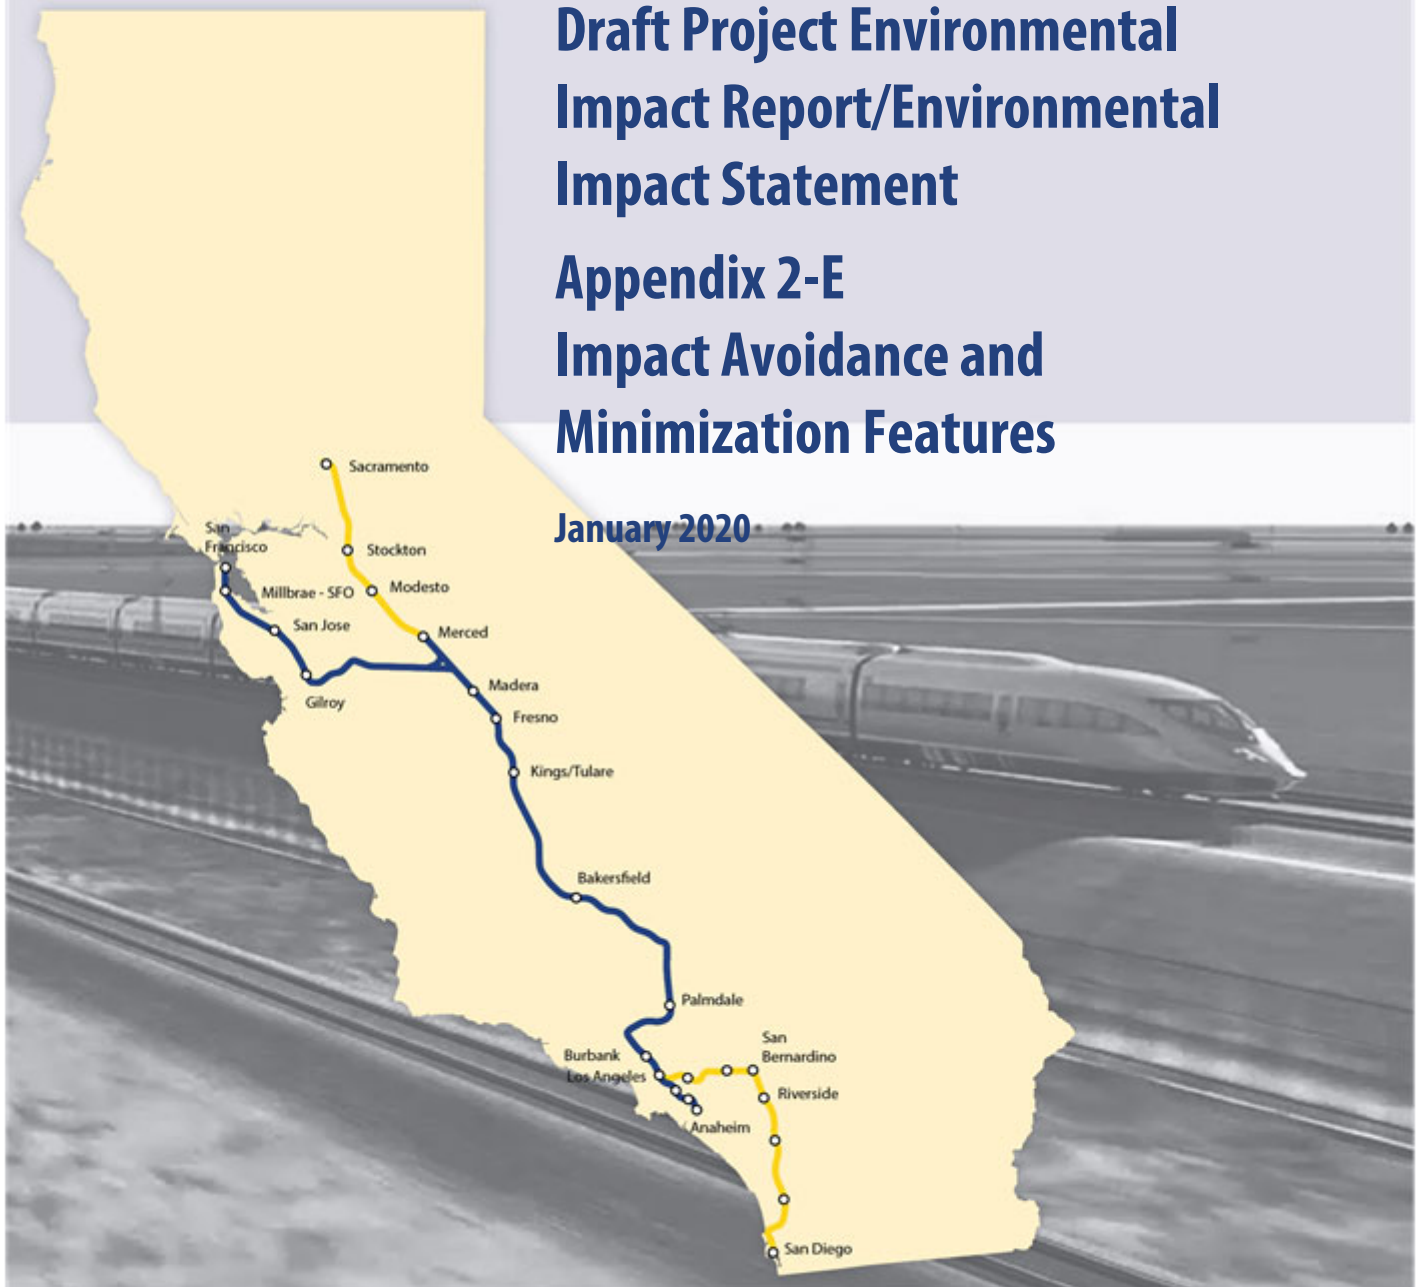 Draft Project Environmental
Impact Report/Environmental
Impact Statement
Appendix 2-E
Impact Avoidance and
Minimization Features
January 2020
Sacramento
San
Francisco
Stockton
Millbrae - SFO
Modesto
San Jose
Merced
Gilroy
Madera
Fresno
Kings/Tulare
Bakersfield
Palmdale
San
Bernardino
Burbank
Los Angeles
Riverside
Anaheim
San Diego